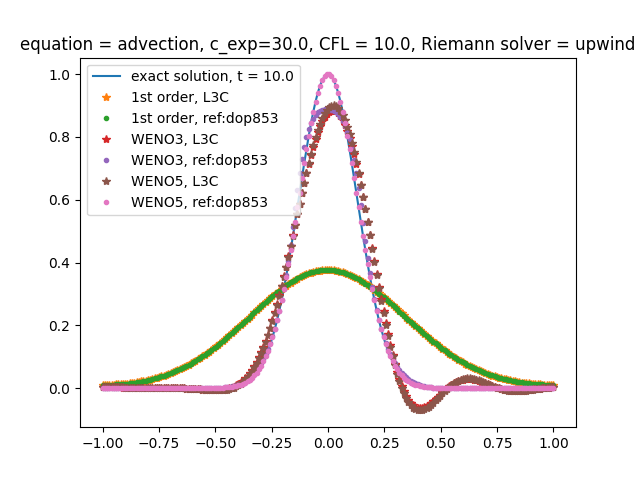 equation = advection, c_exp=30.0, CFL = 10.0, Riemann solver = upwind
exact solution, t = 10.0
1st order, L3C
1st order, ref:dop853
WENO3, L3C
WENO3, ref:dop853
WENO5, L3C
WENO5, ref:dop853
1.0
0.8
0.6
0.4
0.2
0.0
−1.00 −0.75 −0.50 −0.25 0.00 0.25 0.50 0.75 1.00